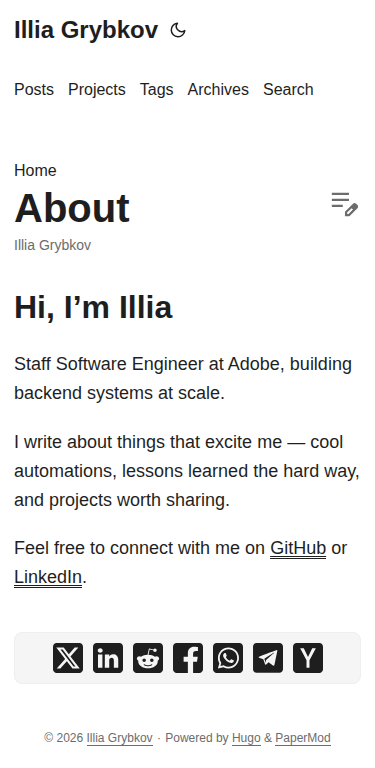 Illia Grybkov
Posts Projects Tags Archives Search
Home
About
Illia Grybkov
Hi, I’m Illia
Staff Software Engineer at Adobe, building
backend systems at scale.
I write about things that excite me — cool
automations, lessons learned the hard way,
and projects worth sharing.
Feel free to connect with me on GitHub or
LinkedIn.
© 2026 Illia Grybkov · Powered by Hugo & PaperMod